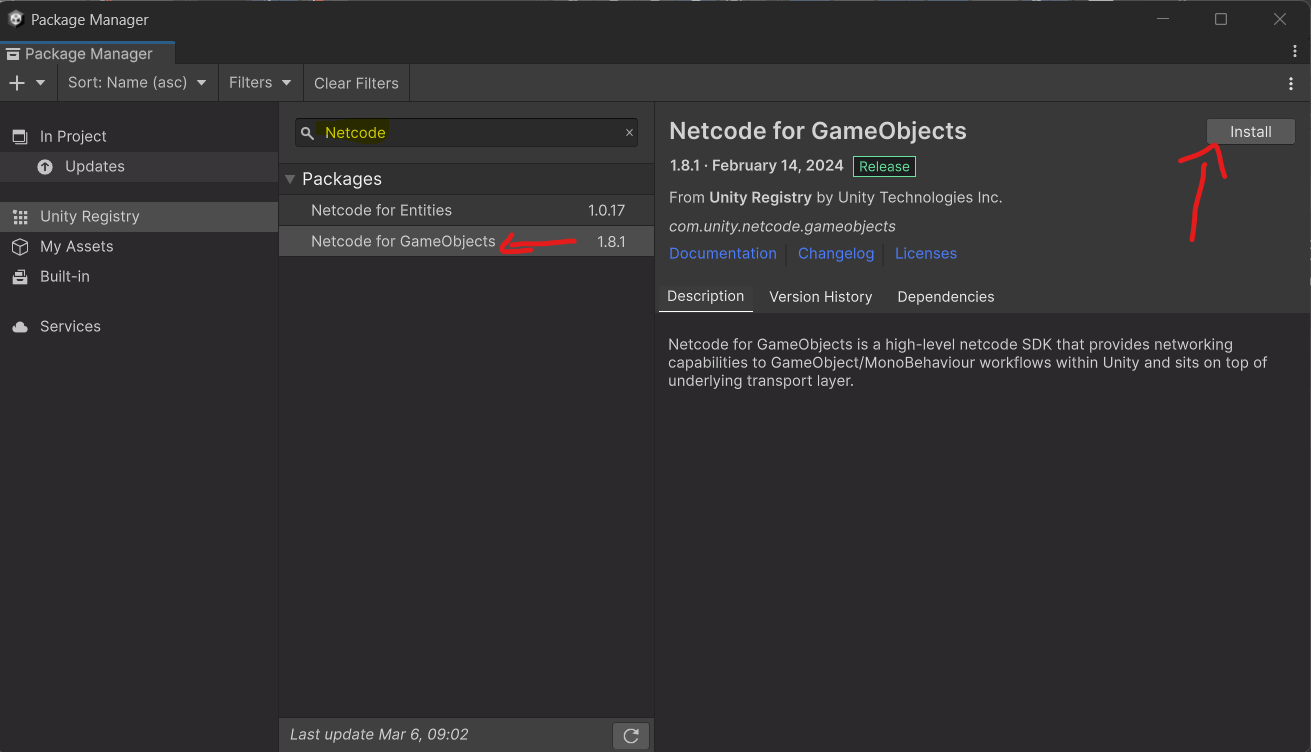 Package Manager
Package Manager
Sort: Name (asc) Filters Clear Filters
In Project
Updates
Unity Registry
My Assets
Built-in
Services
Netcode
Packages
Netcode for Entities 1.0.17
Netcode for GameObjects 1.8.1
Last update Mar 6, 09:02
Netcode for GameObjects
Install
1.8.1 · February 14, 2024 Release
From Unity Registry by Unity Technologies Inc.
com.unity.netcode.gameobjects
Documentation Changelog Licenses
Description Version History Dependencies
Netcode for GameObjects is a high-level netcode SDK that provides networking
capabilities to GameObject/MonoBehaviour workflows within Unity and sits on top of
underlying transport layer.